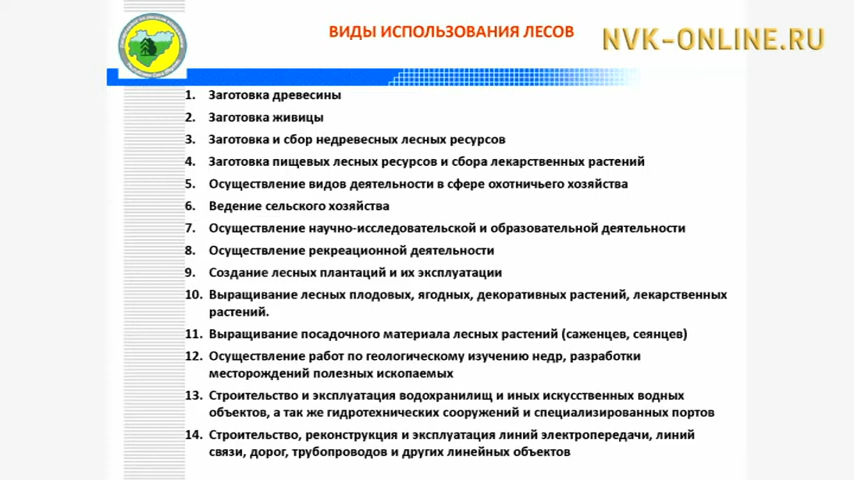 ВИДЫ ИСПОЛЬЗОВАНИЯ ЛЕСОВ
NVK-ONLINE.RU
1. Заготовка древесины
2. Заготовка живицы
3. Заготовка и сбор недревесных лесных ресурсов
4. Заготовка пищевых лесных ресурсов и сбора лекарственных растений
5. Осуществление видов деятельности в сфере охотничьего хозяйства
6. Ведение сельского хозяйства
7. Осуществление научно-исследовательской и образовательной деятельности
8. Осуществление рекреационной деятельности
9. Создание лесных плантаций и их эксплуатации
10. Выращивание лесных плодовых, ягодных, декоративных растений, лекарственных
растений.
11. Выращивание посадочного материала лесных растений (саженцев, сеянцев)
12. Осуществление работ по геологическому изучению недр, разработки
месторождений полезных ископаемых
13. Строительство и эксплуатация водохранилищ и иных искусственных водных
объектов, а так же гидротехнических сооружений и специализированных портов
14. Строительство, реконструкция и эксплуатация линий электропередачи, линий
связи, дорог, трубопроводов и других линейных объектов